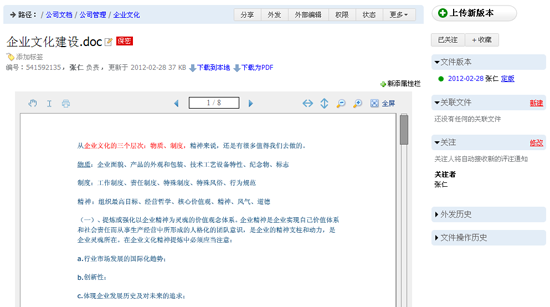 路径： / 公司文档 / 公司管理 / 企业文化
分享 外发 外部编辑 权限 状态 更多
上传新版本
企业文化建设.doc 保密
添加标签
编号：541592135，张仁 负责，更新于 2012-02-28 37 KB 下载到本地 下载为PDF
新添属性栏
1 / 8
全屏
从企业文化的三个层次：物质、制度，精神来说，还是有很多值得我们去做的。
物质：企业面貌、产品的外观和包装、技术工艺设备特性、纪念物、标志
制度：工作制度、责任制度、特殊制度、特殊风俗、行为规范
精神：组织最高目标、经营哲学、核心价值观、精神、风气、道德
（一）、提炼或强化以企业精神为灵魂的价值观念体系。企业精神是企业实现自己价值体系
和社会责任而从事生产经营中所形成的人格化的团队意识，是企业的精神支柱和动力，是
企业灵魂所在。在企业文化精神提炼中必须应当注意：
a.行业市场发展的国际化趋势；
b.创新性；
c.体现企业发展历史及对未来的追求；
已关注 + 收藏
文件版本
2012-02-28 张仁 定版
关联文件 新建
还没有任何的关联文件
关注 修改
关注人将自动接收新的评注通知
关注者
张仁
外发历史
文件操作历史